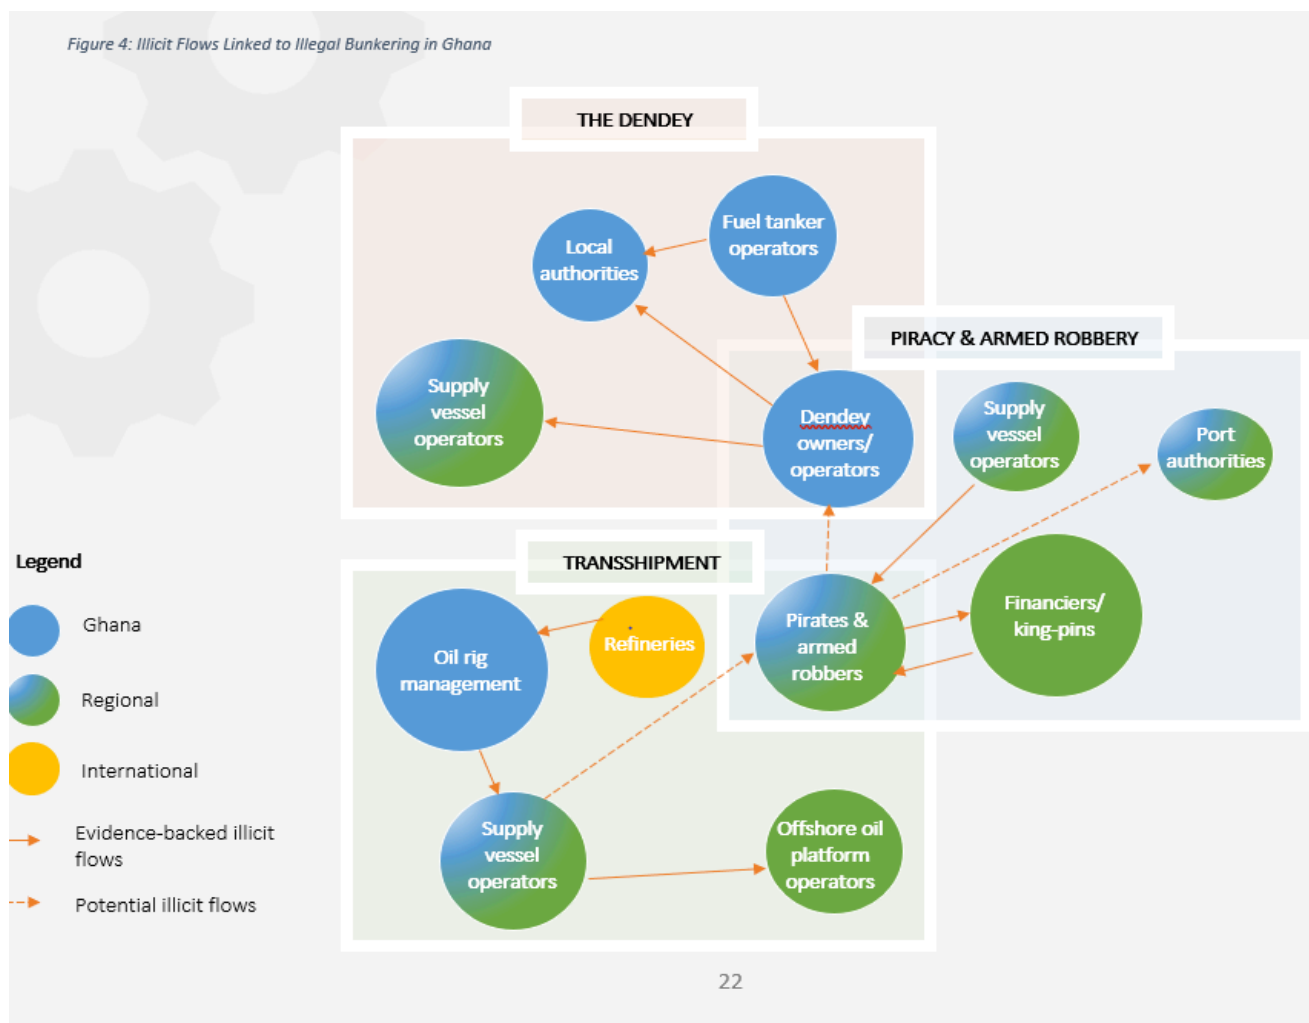 Figure 4: Illicit Flows Linked to Illegal Bunkering in Ghana
THE DENDEY
Fuel tanker
operators
Local
authorities
PIRACY & ARMED ROBBERY
Supply
vessel
operators
Dendey
owners/
operators
Supply
vessel
operators
Port
authorities
TRANSSHIPMENT
Oil rig
management
Refineries
Pirates &
armed
robbers
Financiers/
king-pins
Supply
vessel
operators
Offshore oil
platform
operators
Legend
Ghana
Regional
International
Evidence-backed illicit
flows
Potential illicit flows
22